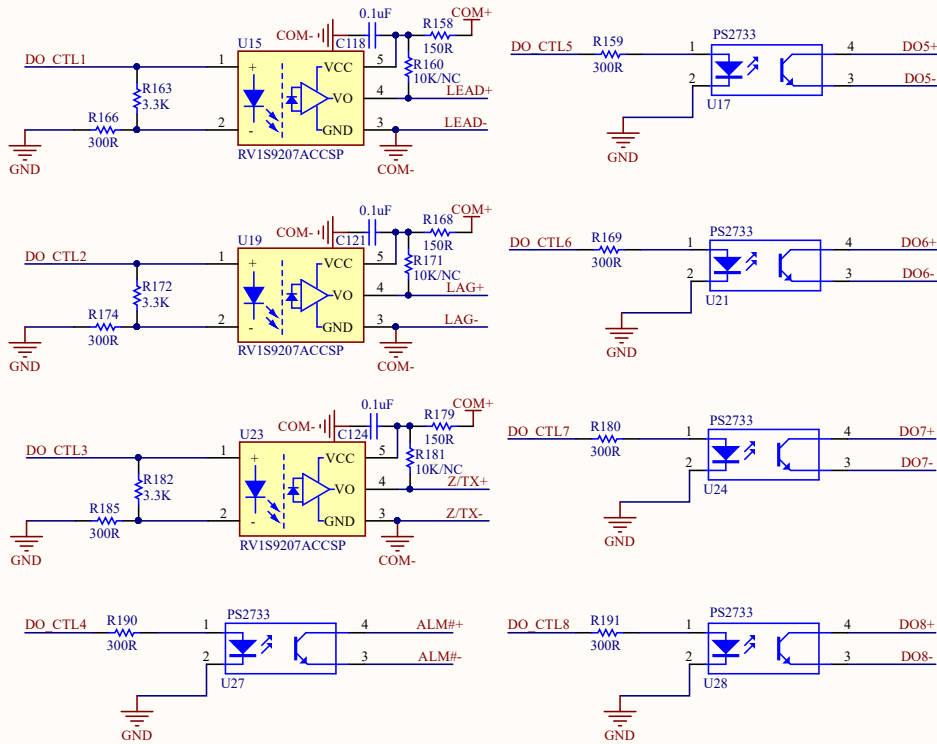 0.1uF
COM+
COM-
R158
C118
150R
U15
DO_CTL1
1
+
VCC
5
R160
10K/NC
R163
3.3K
VO
4
LEAD+
R166
300R
2
-
GND
3
LEAD-
GND
RV1S9207ACCSP
COM-
PS2733
DO_CTL5
R159
300R
1
4
DO5+
2
3
DO5-
U17
GND
0.1uF
COM+
COM-
R168
C121
150R
U19
DO_CTL2
1
+
VCC
5
R171
10K/NC
R172
3.3K
VO
4
LAG+
R174
300R
2
-
GND
3
LAG-
GND
RV1S9207ACCSP
COM-
PS2733
DO_CTL6
R169
300R
1
4
DO6+
2
3
DO6-
U21
GND
0.1uF
COM+
COM-
R179
C124
150R
U23
DO_CTL3
1
+
VCC
5
R181
10K/NC
R182
3.3K
VO
4
Z/TX+
R185
300R
2
-
GND
3
Z/TX-
GND
RV1S9207ACCSP
COM-
PS2733
DO_CTL7
R180
300R
1
4
DO7+
2
3
DO7-
U24
GND
PS2733
DO_CTL4
R190
300R
1
4
ALM#+
2
3
ALM#-
U27
GND
PS2733
DO_CTL8
R191
300R
1
4
DO8+
2
3
DO8-
U28
GND